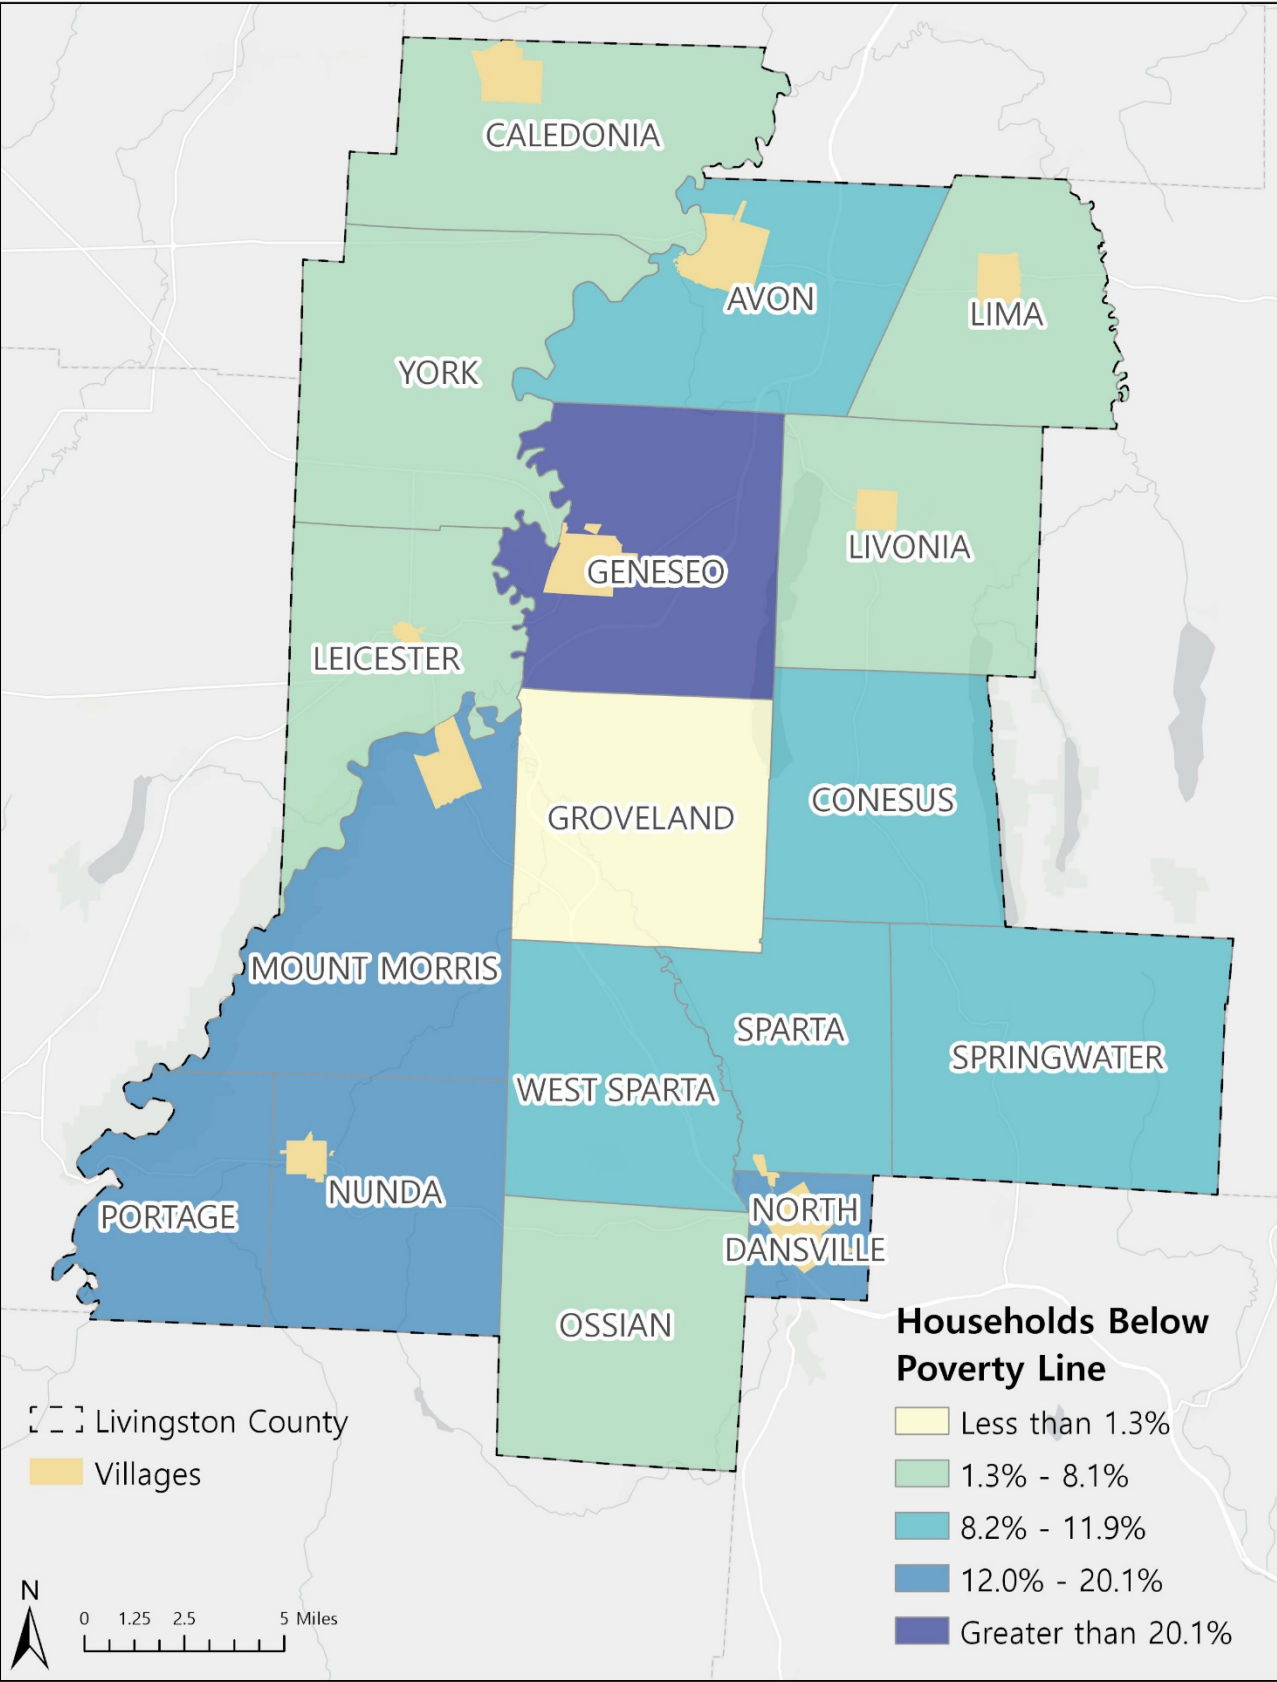 CALEDONIA
AVON
LIMA
YORK
LIVONIA
GENESEO
LEICESTER
CONESUS
GROVELAND
MOUNT MORRIS
SPARTA
SPRINGWATER
WEST SPARTA
NUNDA
PORTAGE
NORTH
DANSVILLE
OSSIAN
Households Below
Poverty Line
Less than 1.3%
1.3% - 8.1%
8.2% - 11.9%
12.0% - 20.1%
Greater than 20.1%
Livingston County
Villages
N
0 1.25 2.5 5 Miles